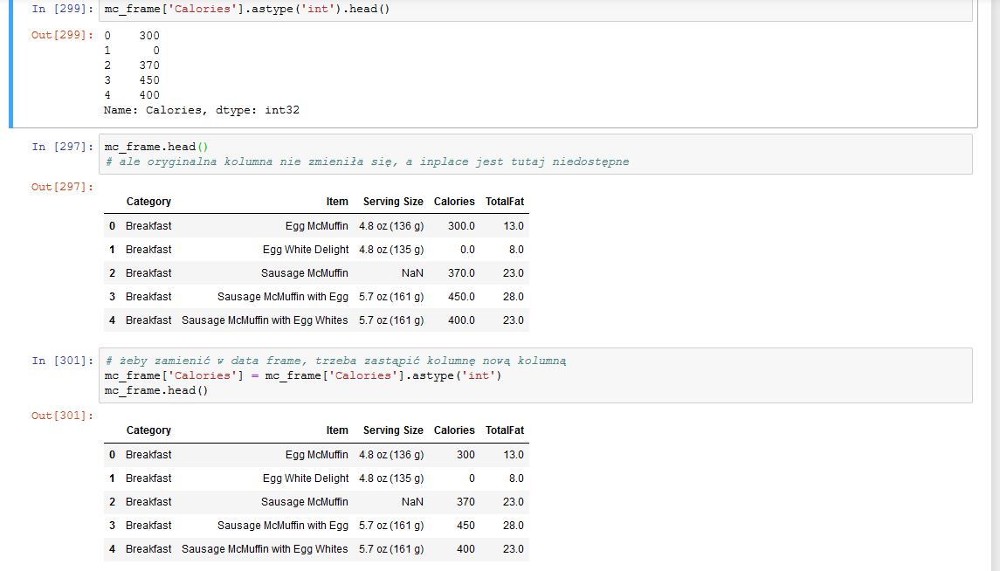 In [299]: mc_frame['Calories'].astype('int').head()
Out[299]: 0 300
1 0
2 370
3 450
4 400
Name: Calories, dtype: int32
In [297]: mc_frame.head()
# ale oryginalna kolumna nie zmieniła się, a inplace jest tutaj niedostępne
Out[297]:
Category Item Serving Size Calories TotalFat
0 Breakfast Egg McMuffin 4.8 oz (136 g) 300.0 13.0
1 Breakfast Egg White Delight 4.8 oz (135 g) 0.0 8.0
2 Breakfast Sausage McMuffin NaN 370.0 23.0
3 Breakfast Sausage McMuffin with Egg 5.7 oz (161 g) 450.0 28.0
4 Breakfast Sausage McMuffin with Egg Whites 5.7 oz (161 g) 400.0 23.0
In [301]: # żeby zamienić w data frame, trzeba zastąpić kolumnę nową kolumną
mc_frame['Calories'] = mc_frame['Calories'].astype('int')
mc_frame.head()
Out[301]:
Category Item Serving Size Calories TotalFat
0 Breakfast Egg McMuffin 4.8 oz (136 g) 300 13.0
1 Breakfast Egg White Delight 4.8 oz (135 g) 0 8.0
2 Breakfast Sausage McMuffin NaN 370 23.0
3 Breakfast Sausage McMuffin with Egg 5.7 oz (161 g) 450 28.0
4 Breakfast Sausage McMuffin with Egg Whites 5.7 oz (161 g) 400 23.0